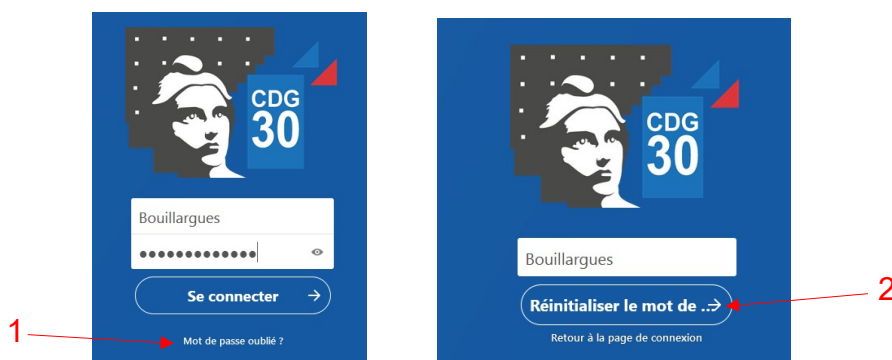 CDG
30
Bouillargues
●●●●●●●●●●●●●
Se connecter →
1
Mot de passe oublié ?
CDG
30
Bouillargues
Réinitialiser le mot de ..→
2
Retour à la page de connexion